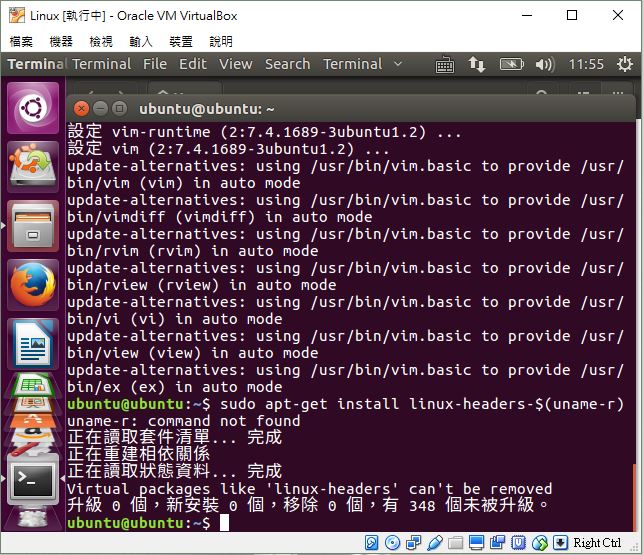 Linux [執行中] - Oracle VM VirtualBox
檔案 機器 檢視 輸入 裝置 說明
Terminal Terminal File Edit View Search Terminal 11:55
ubuntu@ubuntu: ~
設定 vim-runtime (2:7.4.1689-3ubuntu1.2) ...
設定 vim (2:7.4.1689-3ubuntu1.2) ...
update-alternatives: using /usr/bin/vim.basic to provide /usr/
bin/vim (vim) in auto mode
update-alternatives: using /usr/bin/vim.basic to provide /usr/
bin/vimdiff (vimdiff) in auto mode
update-alternatives: using /usr/bin/vim.basic to provide /usr/
bin/rvim (rvim) in auto mode
update-alternatives: using /usr/bin/vim.basic to provide /usr/
bin/rview (rview) in auto mode
update-alternatives: using /usr/bin/vim.basic to provide /usr/
bin/vi (vi) in auto mode
update-alternatives: using /usr/bin/vim.basic to provide /usr/
bin/view (view) in auto mode
update-alternatives: using /usr/bin/vim.basic to provide /usr/
bin/ex (ex) in auto mode
ubuntu@ubuntu:~$ sudo apt-get install linux-headers-$(uname-r)
uname-r: command not found
正在讀取套件清單... 完成
正在重建相依關係
正在讀取狀態資料... 完成
Virtual packages like 'linux-headers' can't be removed
升級 0 個，新安裝 0 個，移除 0 個，有 348 個未被升級。
ubuntu@ubuntu:~$
Right Ctrl